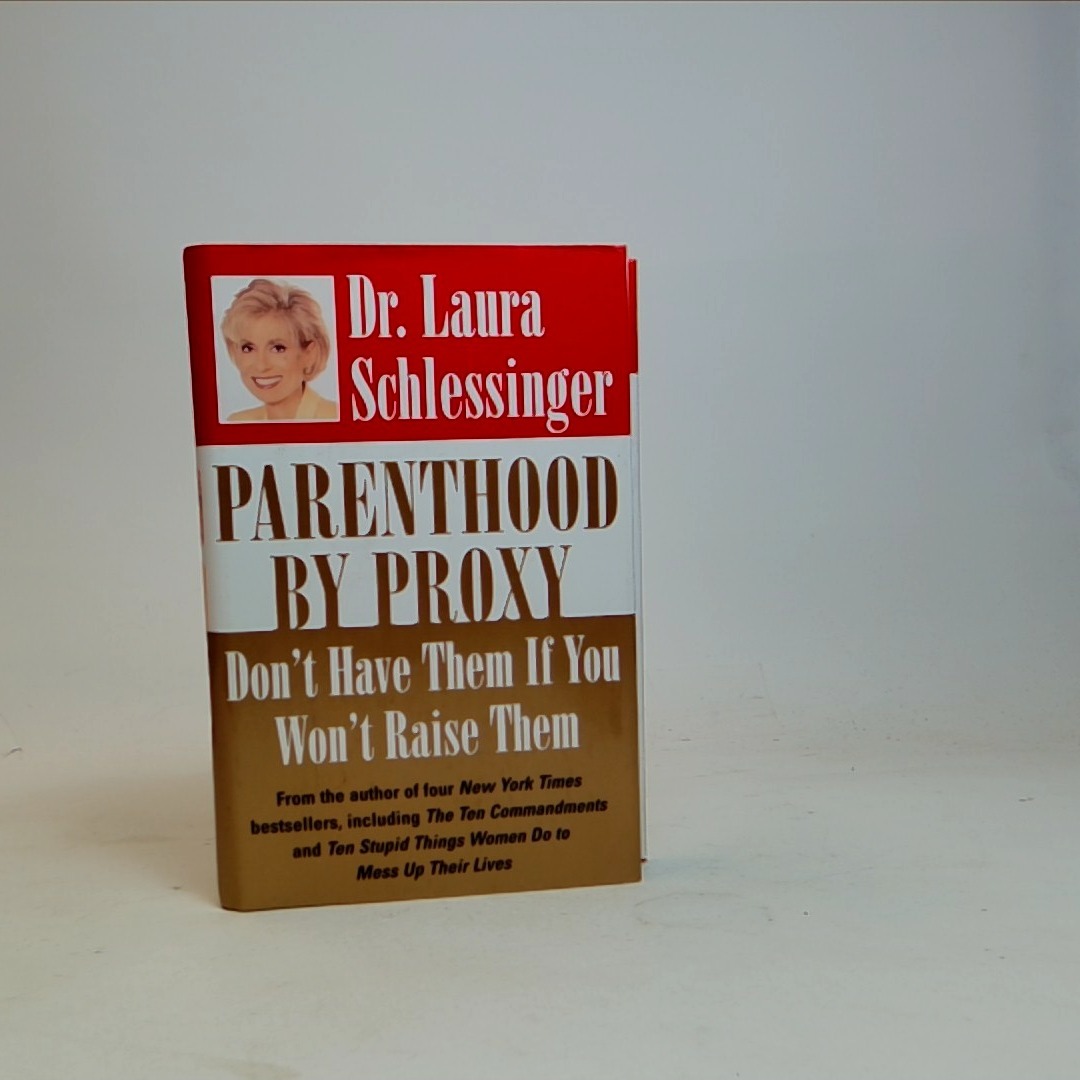 Dr. Laura
Schlessinger
PARENTHOOD
BY PROXY
Don't Have Them If You
Won't Raise Them
From the author of four New York Times
bestsellers, including The Ten Commandments
and Ten Stupid Things Women Do to
Mess Up Their Lives